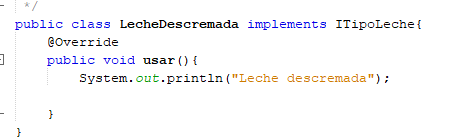 */
public class LecheDescremada implements ITipoLeche{
@Override
public void usar(){
System.out.println("Leche descremada");
}
}